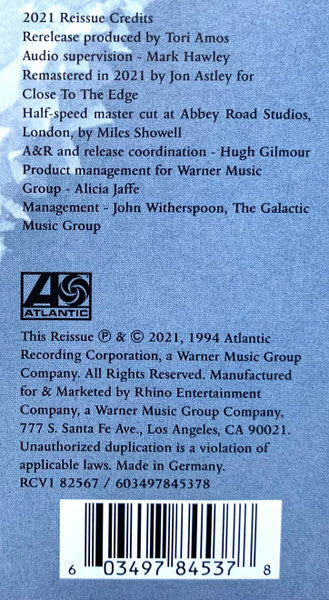 2021 Reissue Credits
Rerelease produced by Tori Amos
Audio supervision - Mark Hawley
Remastered in 2021 by Jon Astley for
Close To The Edge
Half-speed master cut at Abbey Road Studios,
London, by Miles Showell
A&R and release coordination - Hugh Gilmour
Product management for Warner Music
Group - Alicia Jaffe
Management - John Witherspoon, The Galactic
Music Group
ATLANTIC
This Reissue ℗ & © 2021, 1994 Atlantic
Recording Corporation, a Warner Music Group
Company. All Rights Reserved. Manufactured
for & Marketed by Rhino Entertainment
Company, a Warner Music Group Company,
777 S. Santa Fe Ave., Los Angeles, CA 90021.
Unauthorized duplication is a violation of
applicable laws. Made in Germany.
RCV1 82567 / 603497845378
6 03497 84537 8